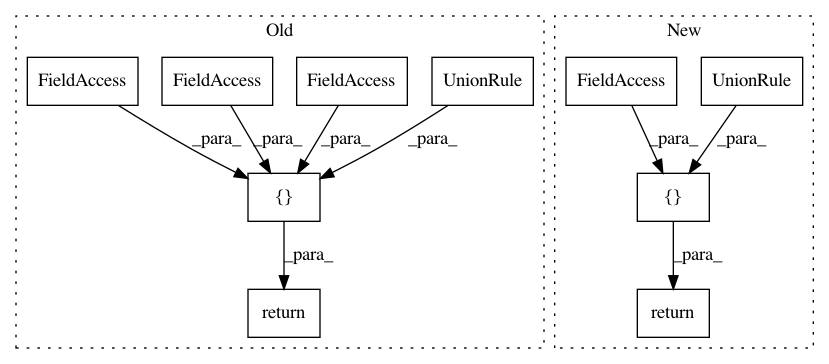 Old
New
FieldAccess FieldAccess FieldAccess UnionRule
FieldAccess UnionRule
_para_ _para_ _para_ _para_
_para_ _para_
{}
{}
_para_
_para_
return
return